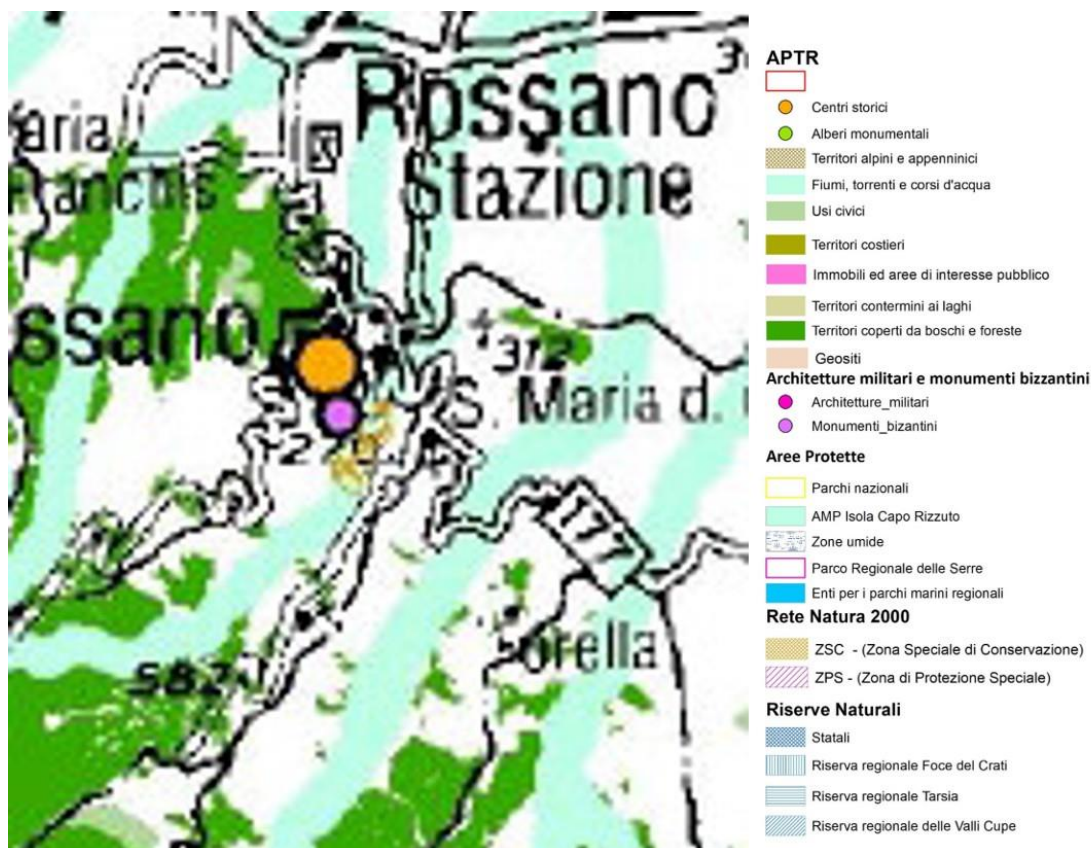 Rossano
Stazione
aria
ossano
312
S. Maria d.
177
582
orella
APTR
Centri storici
Alberi monumentali
Territori alpini e appenninici
Fiumi, torrenti e corsi d'acqua
Usi civici
Territori costieri
Immobili ed aree di interesse pubblico
Territori contermini ai laghi
Territori coperti da boschi e foreste
Geositi
Architetture militari e monumenti bizzantini
Architetture_militari
Monumenti_bizantini
Aree Protette
Parchi nazionali
AMP Isola Capo Rizzuto
Zone umide
Parco Regionale delle Serre
Enti per i parchi marini regionali
Rete Natura 2000
ZSC - (Zona Speciale di Conservazione)
ZPS - (Zona di Protezione Speciale)
Riserve Naturali
Statali
Riserva regionale Foce del Crati
Riserva regionale Tarsia
Riserva regionale delle Valli Cupe